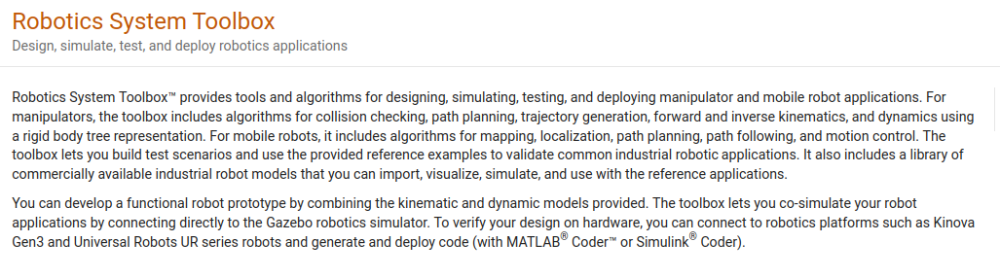 Robotics System Toolbox
Design, simulate, test, and deploy robotics applications
Robotics System Toolbox™ provides tools and algorithms for designing, simulating, testing, and deploying manipulator and mobile robot applications. For
manipulators, the toolbox includes algorithms for collision checking, path planning, trajectory generation, forward and inverse kinematics, and dynamics using
a rigid body tree representation. For mobile robots, it includes algorithms for mapping, localization, path planning, path following, and motion control. The
toolbox lets you build test scenarios and use the provided reference examples to validate common industrial robotic applications. It also includes a library of
commercially available industrial robot models that you can import, visualize, simulate, and use with the reference applications.
You can develop a functional robot prototype by combining the kinematic and dynamic models provided. The toolbox lets you co-simulate your robot
applications by connecting directly to the Gazebo robotics simulator. To verify your design on hardware, you can connect to robotics platforms such as Kinova
Gen3 and Universal Robots UR series robots and generate and deploy code (with MATLAB® Coder™ or Simulink® Coder).